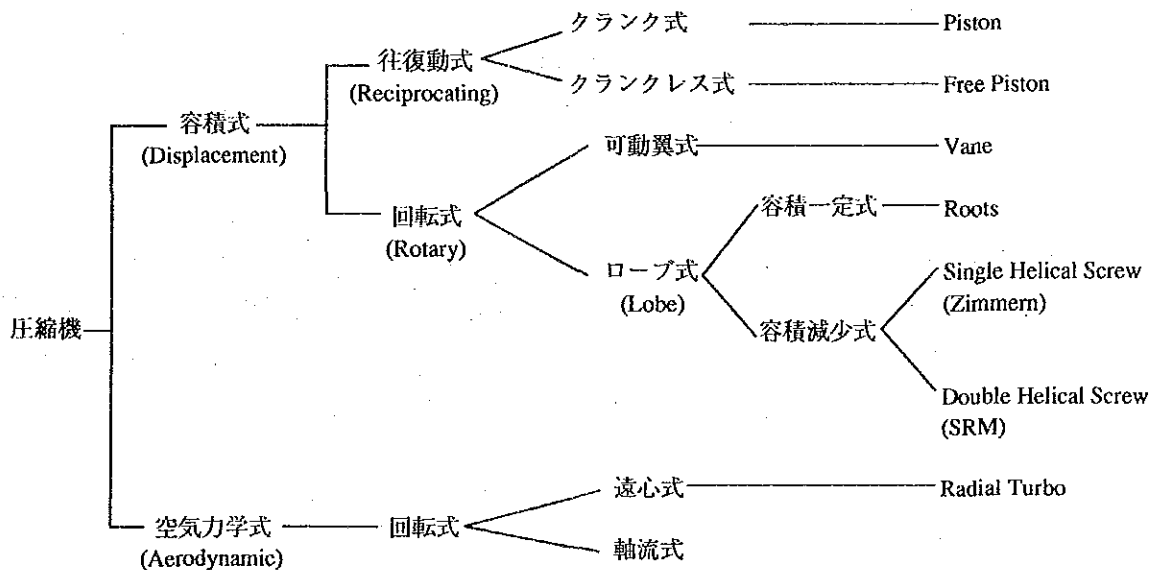 クランク式
Piston
往復動式
(Reciprocating)
クランクレス式
Free Piston
容積式
(Displacement)
可動翼式
Vane
回転式
(Rotary)
容積一定式
Roots
ローブ式
(Lobe)
Single Helical Screw
(Zimmern)
圧縮機
容積減少式
Double Helical Screw
(SRM)
遠心式
Radial Turbo
空気力学式
(Aerodynamic)
回転式
軸流式